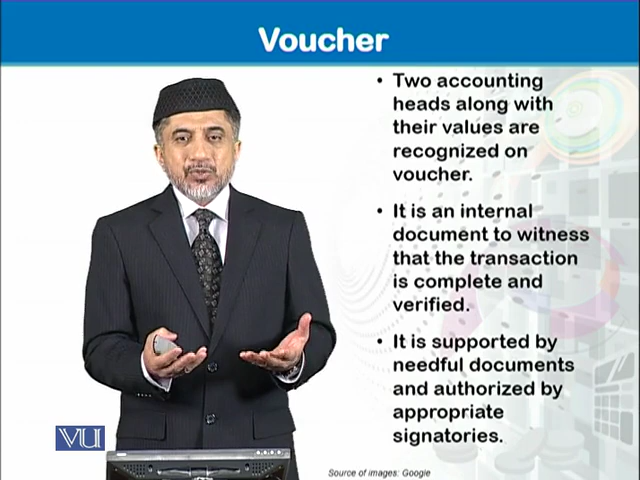 Voucher
• Two accounting
heads along with
their values are
recognized on
voucher.
• It is an internal
document to witness
that the transaction
is complete and
verified.
• It is supported by
needful documents
and authorized by
appropriate
signatories.
VU
Source of images: Google